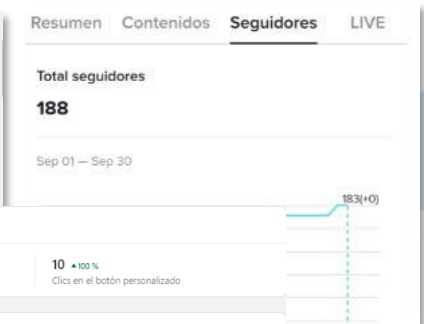 Resumen Contenidos Seguidores LIVE
Total seguidores
188
Sep 01 — Sep 30
183(+0)
10 ▲100 %
Clics en el botón personalizado